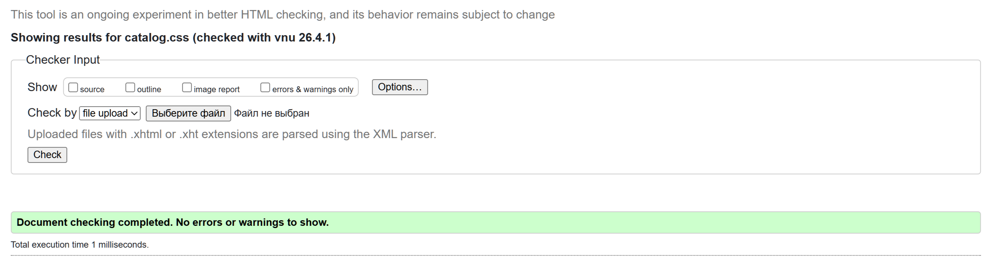 This tool is an ongoing experiment in better HTML checking, and its behavior remains subject to change
Showing results for catalog.css (checked with vnu 26.4.1)
Checker Input
Show source outline image report errors & warnings only Options…
Check by file upload Выберите файл Файл не выбран
Uploaded files with .xhtml or .xht extensions are parsed using the XML parser.
Check
Document checking completed. No errors or warnings to show.
Total execution time 1 milliseconds.